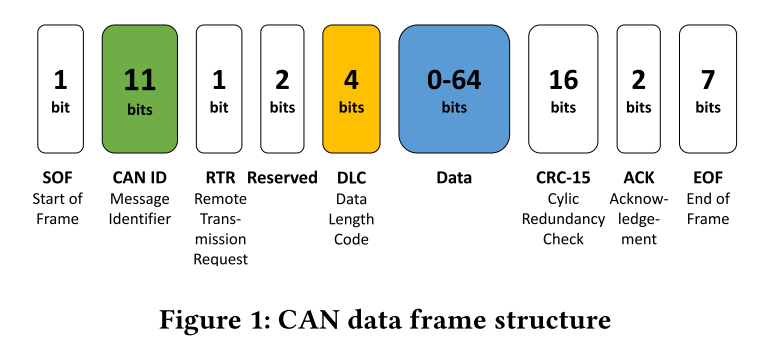 1 11 1 2 4 0-64 16 2 7
bit bits bit bits bits bits bits bits bits
SOF CAN ID RTR Reserved DLC Data CRC-15 ACK EOF
Start of Message Remote Data Cylic Acknow- End of
Frame Identifier Trans- Length Redundancy ledge- Frame
mission Code Check ment
Request
Figure 1: CAN data frame structure